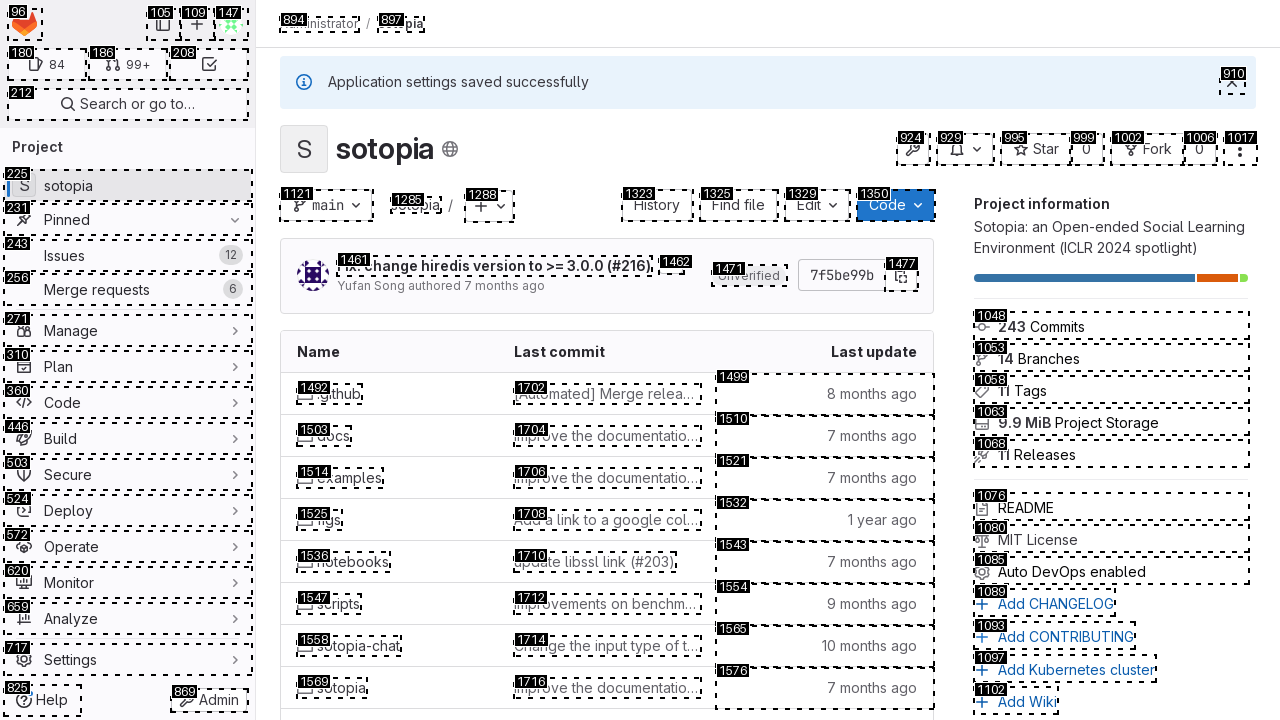 96
105
109
147
180
84
186
99+
208
212
Search or go to…
Project
225
S
sotopia
231
Pinned
243
Issues
12
256
Merge requests
6
271
Manage
310
Plan
360
Code
446
Build
503
Secure
524
Deploy
572
Operate
620
Monitor
659
Analyze
717
Settings
825
Help
869
Admin
894
Administrator
/
897
sotopia
Application settings saved successfully
910
S
sotopia
924
929
995
Star
999
0
1002
Fork
1006
0
1017
1121
main
1285
sotopia
/
1288
1323
History
1325
Find file
1329
Edit
1350
Code
1461
fix: change hiredis version to >= 3.0.0 (#216)
1462
Yufan Song authored 7 months ago
1471
Unverified
7f5be99b
1477
Name
Last commit
Last update
1492
.github
1702
[Automated] Merge relea…
1499
8 months ago
1503
docs
1704
Improve the documentatio…
1510
7 months ago
1514
examples
1706
Improve the documentatio…
1521
7 months ago
1525
figs
1708
Add a link to a google col…
1532
1 year ago
1536
notebooks
1710
update libssl link (#203)
1543
7 months ago
1547
scripts
1712
Improvements on benchm…
1554
9 months ago
1558
sotopia-chat
1714
Change the input type of t…
1565
10 months ago
1569
sotopia
1716
Improve the documentatio…
1576
7 months ago
Project information
Sotopia: an Open-ended Social Learning
Environment (ICLR 2024 spotlight)
1048
243 Commits
1053
14 Branches
1058
11 Tags
1063
9.9 MiB Project Storage
1068
11 Releases
1076
README
1080
MIT License
1085
Auto DevOps enabled
1089
Add CHANGELOG
1093
Add CONTRIBUTING
1097
Add Kubernetes cluster
1102
Add Wiki